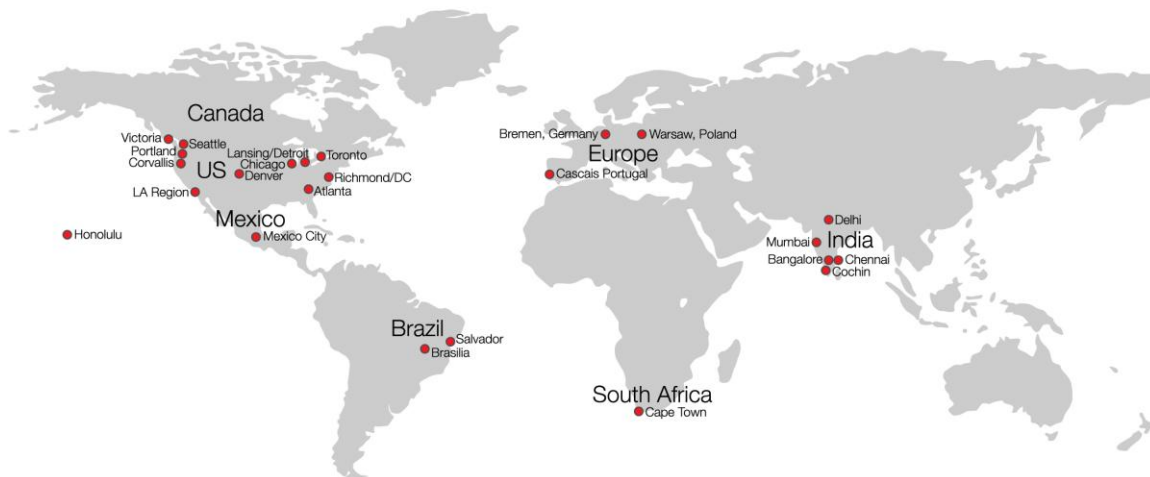 Canada
Victoria
Seattle
Portland
Lansing/Detroit
Toronto
Corvallis
Chicago
US
Denver
Richmond/DC
LA Region
Atlanta
Mexico
Honolulu
Mexico City
Brazil
Salvador
Brasilia
Bremen, Germany
Warsaw, Poland
Europe
Cascais Portugal
Delhi
Mumbai
India
Bangalore
Chennai
Cochin
South Africa
Cape Town